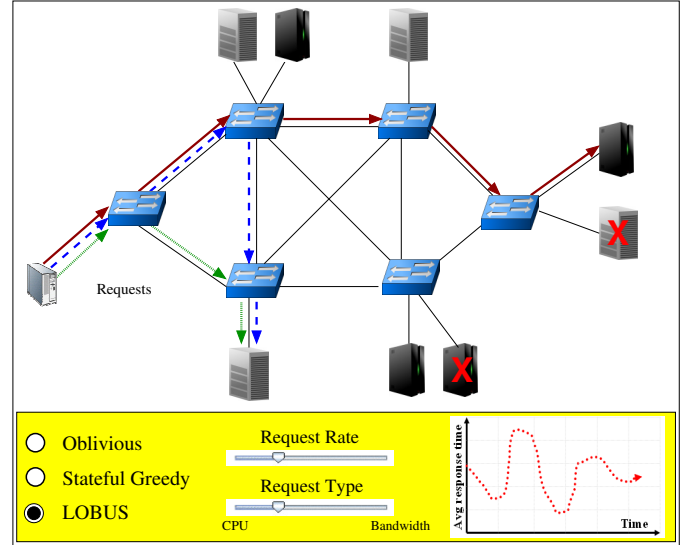 X
X
Requests
Oblivious
Stateful Greedy
LOBUS
Request Rate
Request Type
CPU
Bandwidth
Avg response time
Time